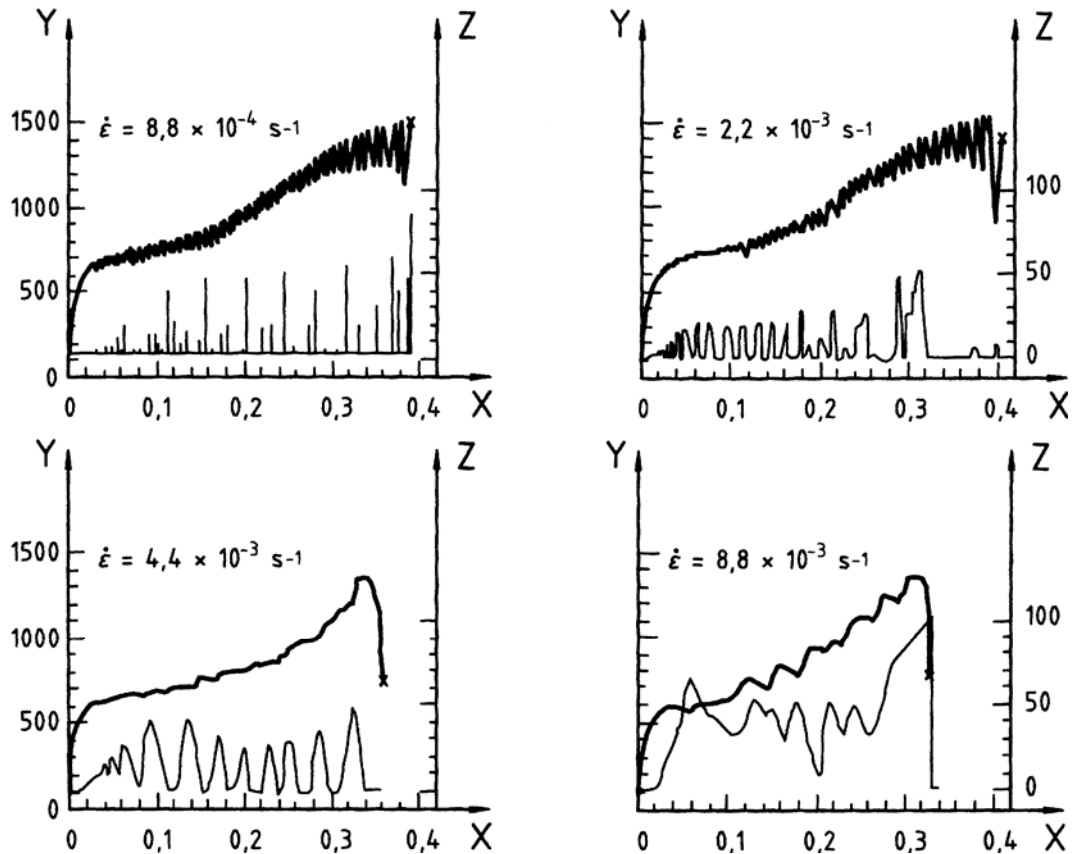 Y Z Y Z
1500 ε̇ = 8,8 × 10⁻⁴ s⁻¹ ε̇ = 2,2 × 10⁻³ s⁻¹
1000 100
500 50
0 0
0 0,1 0,2 0,3 0,4 X 0 0,1 0,2 0,3 0,4 X
Y Z Y Z
1500 ε̇ = 4,4 × 10⁻³ s⁻¹ ε̇ = 8,8 × 10⁻³ s⁻¹
1000 100
500 50
0 0
0 0,1 0,2 0,3 0,4 X 0 0,1 0,2 0,3 0,4 X